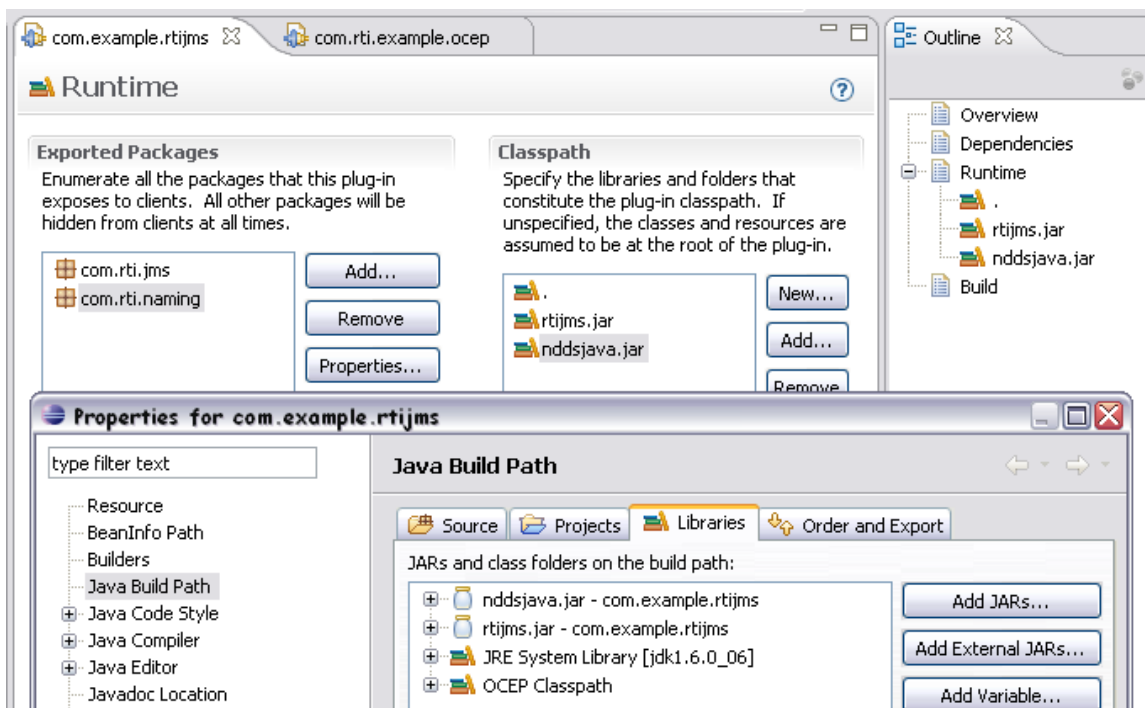 com.example.rtijms
com.rti.example.ocep
Outline
Runtime
Exported Packages
Enumerate all the packages that this plug-in
exposes to clients. All other packages will be
hidden from clients at all times.
com.rti.jms
com.rti.naming
Add...
Remove
Properties...
Classpath
Specify the libraries and folders that
constitute the plug-in classpath. If
unspecified, the classes and resources are
assumed to be at the root of the plug-in.
.
rtijms.jar
nddsjava.jar
New...
Add...
Remove
Overview
Dependencies
Runtime
.
rtijms.jar
nddsjava.jar
Build
Properties for com.example.rtijms
type filter text
Resource
BeanInfo Path
Builders
Java Build Path
Java Code Style
Java Compiler
Java Editor
Javadoc Location
Java Build Path
Source
Projects
Libraries
Order and Export
JARs and class folders on the build path:
nddsjava.jar - com.example.rtijms
rtijms.jar - com.example.rtijms
JRE System Library [jdk1.6.0_06]
OCEP Classpath
Add JARs...
Add External JARs...
Add Variable...